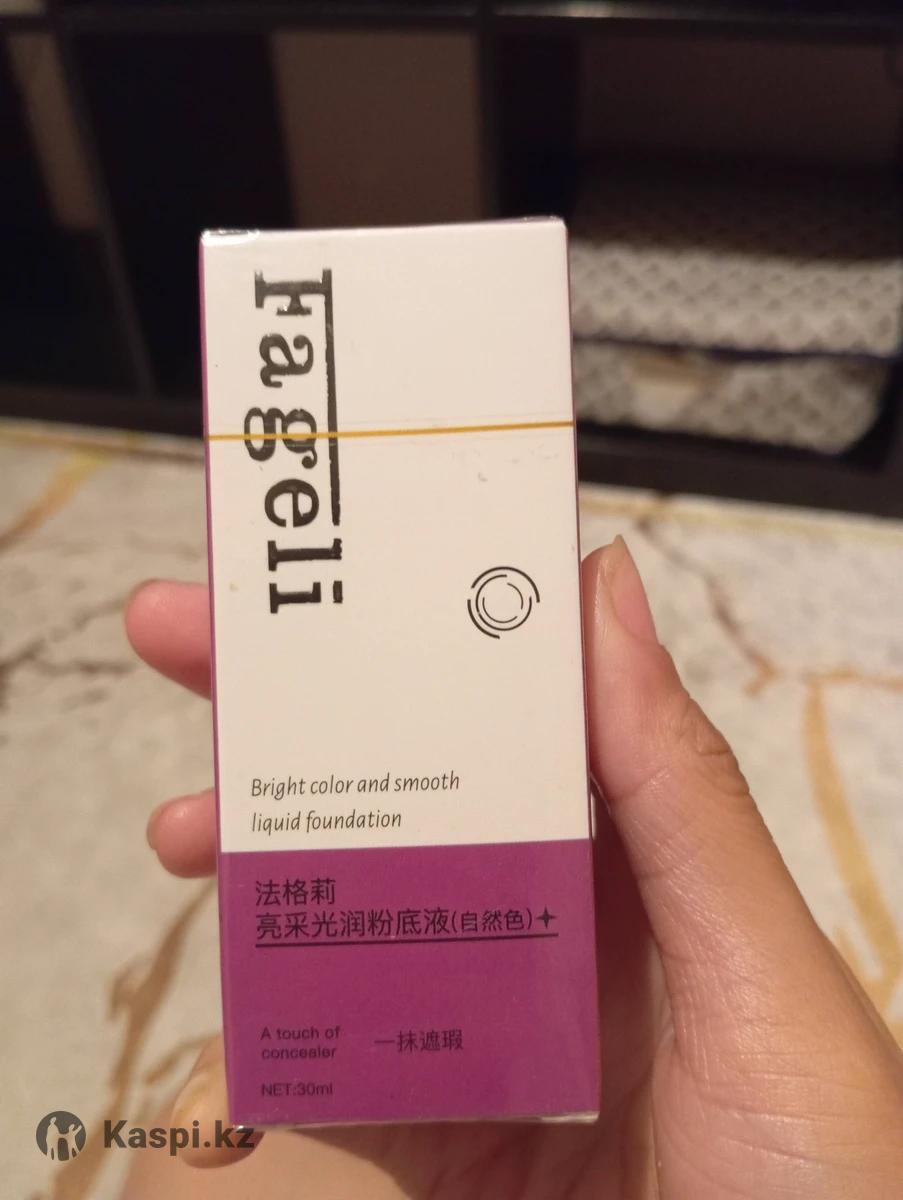 Fageli
Bright color and smooth
liquid foundation
法格莉
亮采光润粉底液(自然色)
A touch of
concealer
一抹遮瑕
NET:30ml
Kaspi.kz